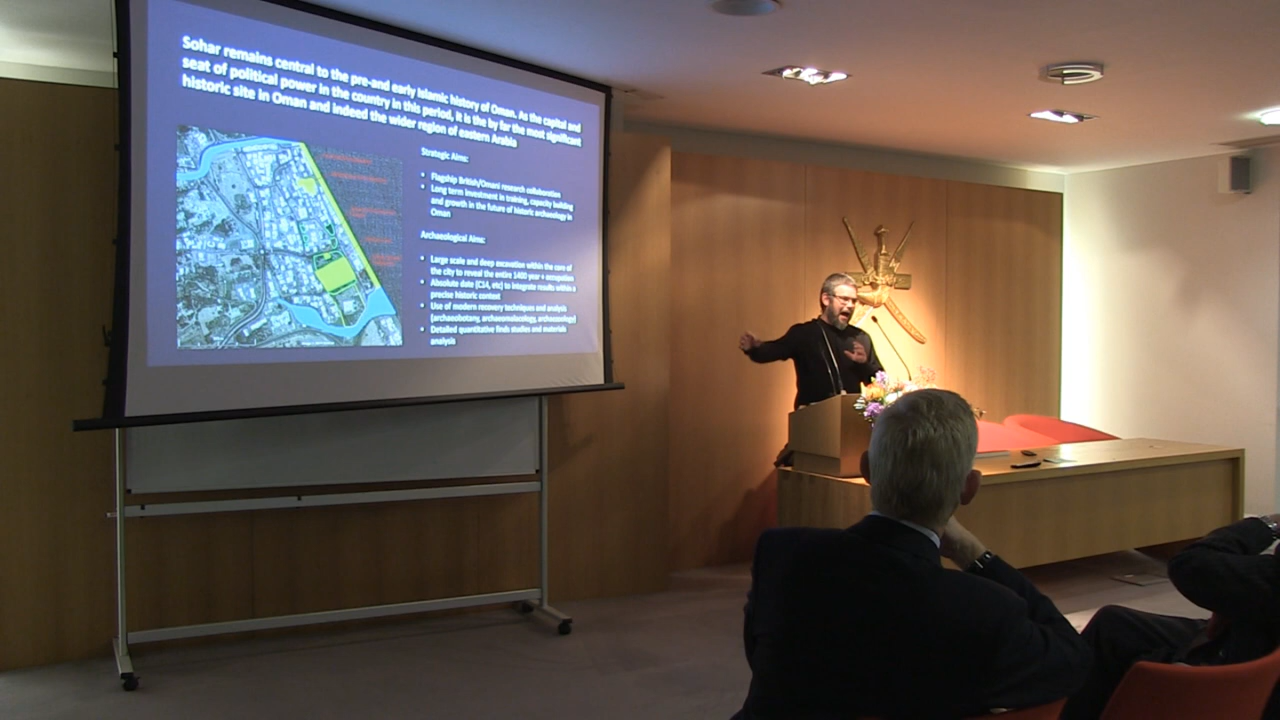 Sohar remains central to the pre-and early Islamic history of Oman. As the capital and
seat of political power in the country in this period, it is the by far the most significant
historic site in Oman and indeed the wider region of eastern Arabia
Strategic Aims:
• Flagship British/Omani research collaboration
• Long term investment in training, capacity building
and growth in the future of historic archaeology in
Oman
Archaeological Aims:
• Large scale and deep excavation within the core of
the city to reveal the entire 1400 year + occupation
• Absolute date (C14, etc) to integrate results within a
precise historic context
• Use of modern recovery techniques and analysis
(archaeobotany, archaeomalacology, archaeozoology)
• Detailed quantitative finds studies and materials
analysis